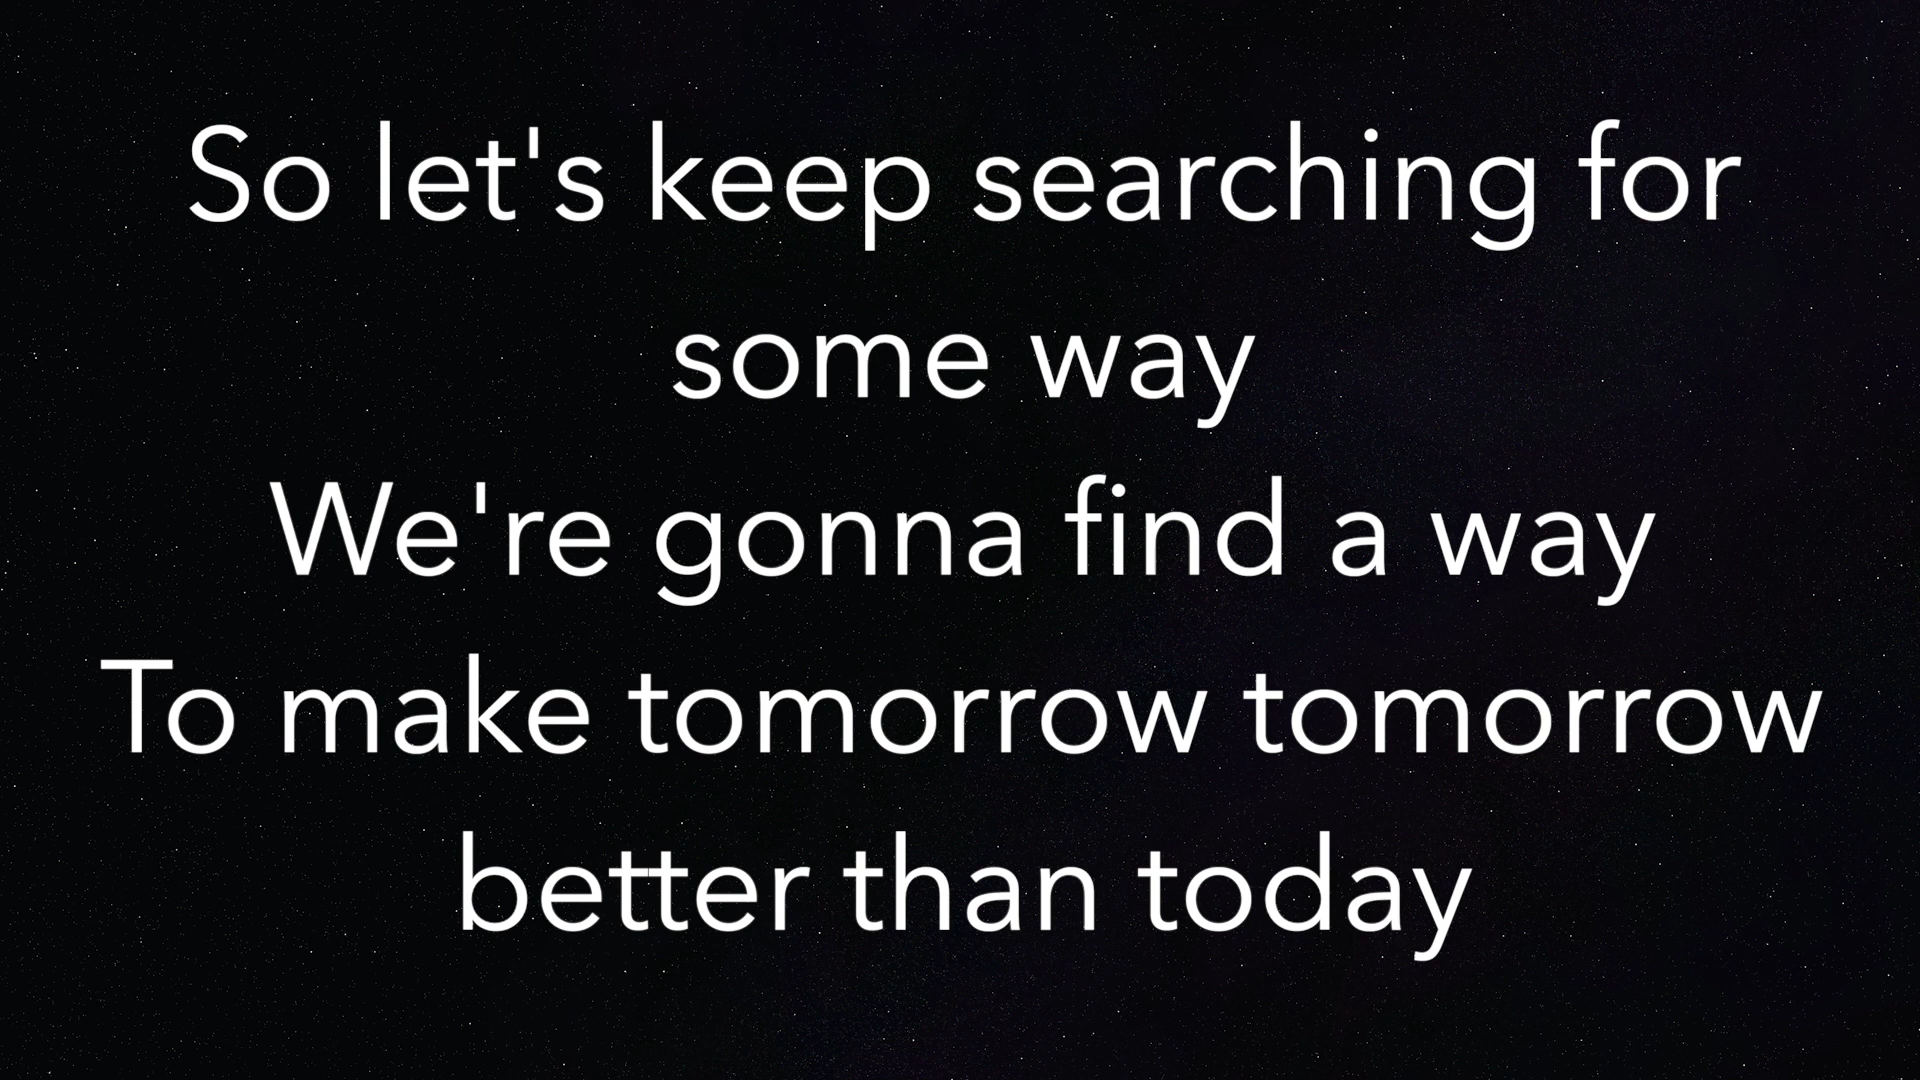 So let's keep searching for
some way
We're gonna find a way
To make tomorrow tomorrow
better than today